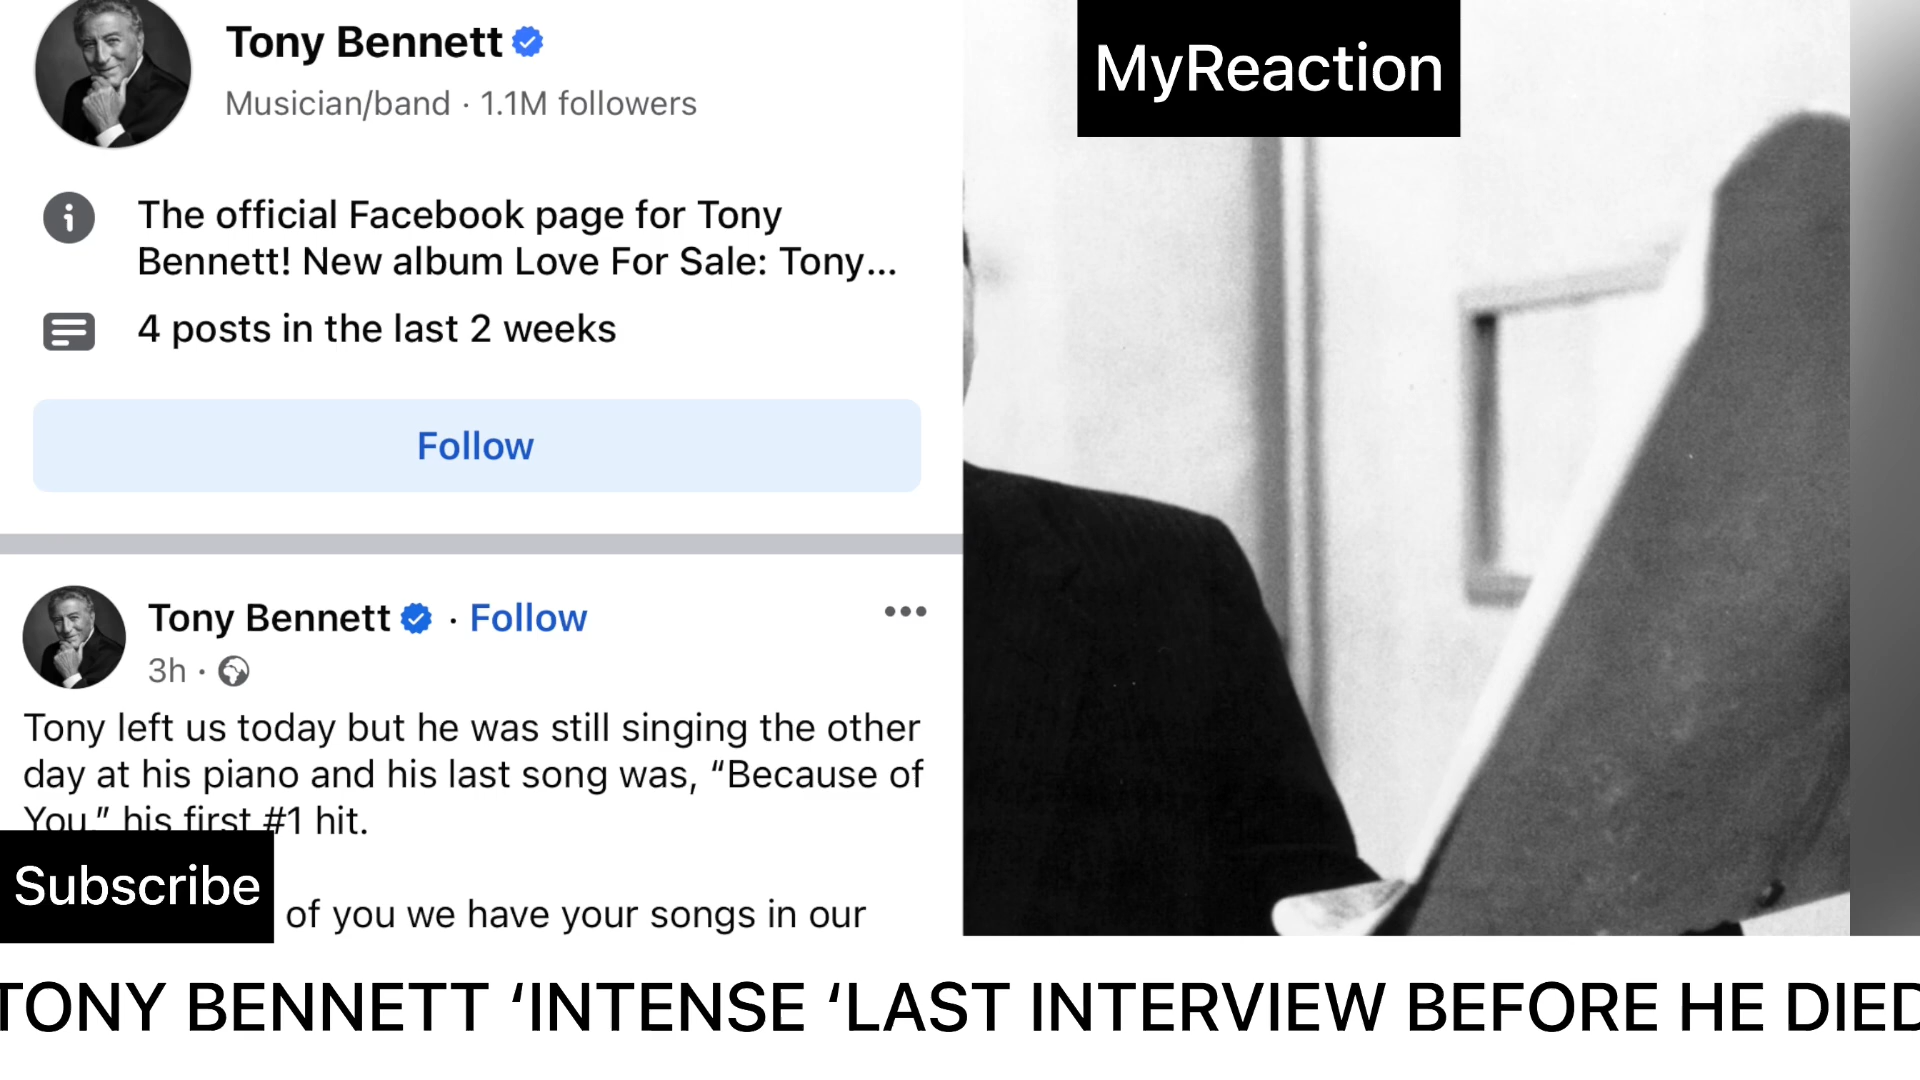 Tony Bennett
Musician/band · 1.1M followers
The official Facebook page for Tony
Bennett! New album Love For Sale: Tony...
4 posts in the last 2 weeks
Follow
Tony Bennett · Follow
3h ·
Tony left us today but he was still singing the other
day at his piano and his last song was, “Because of
You,” his first #1 hit.
of you we have your songs in our
Subscribe
MyReaction
TONY BENNETT ‘INTENSE ‘LAST INTERVIEW BEFORE HE DIED